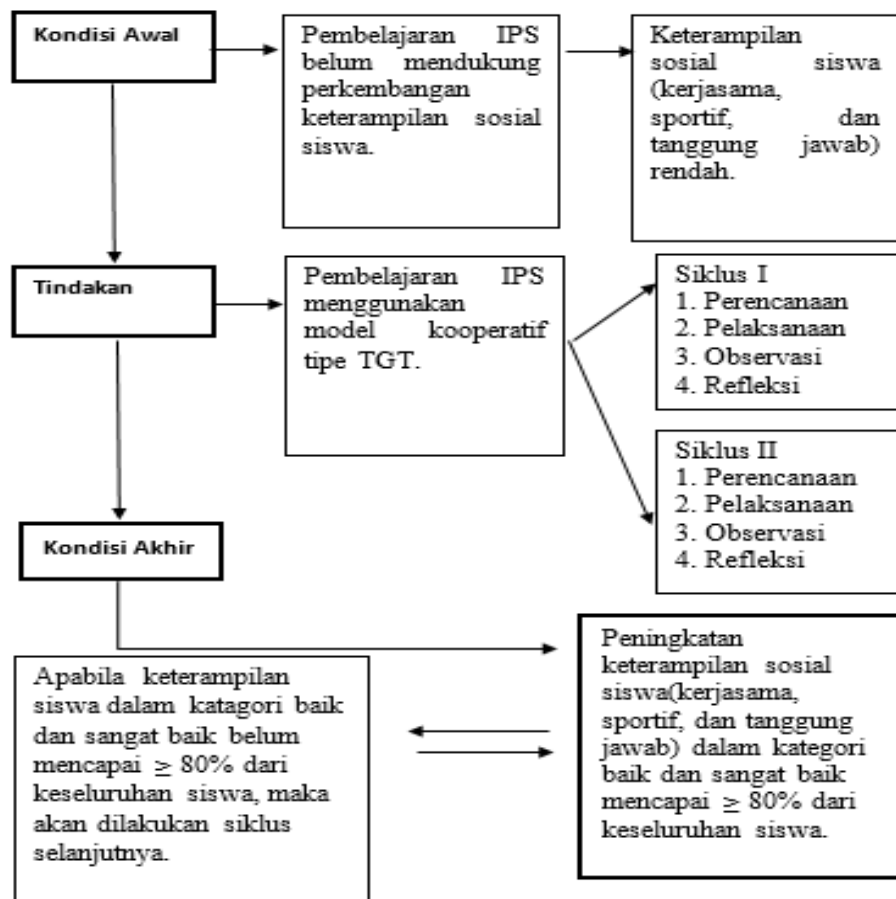 Kondisi Awal
Pembelajaran IPS
belum mendukung
perkembangan
keterampilan sosial
siswa.
Keterampilan
sosial siswa
(kerjasama,
sportif, dan
tanggung jawab)
rendah.
Tindakan
Pembelajaran IPS
menggunakan
model kooperatif
tipe TGT.
Siklus I
1. Perencanaan
2. Pelaksanaan
3. Observasi
4. Refleksi
Siklus II
1. Perencanaan
2. Pelaksanaan
3. Observasi
4. Refleksi
Kondisi Akhir
Peningkatan
keterampilan sosial
siswa(kerjasama,
sportif, dan tanggung
jawab) dalam kategori
baik dan sangat baik
mencapai ≥ 80% dari
keseluruhan siswa.
Apabila keterampilan
siswa dalam katagori baik
dan sangat baik belum
mencapai ≥ 80% dari
keseluruhan siswa, maka
akan dilakukan siklus
selanjutnya.